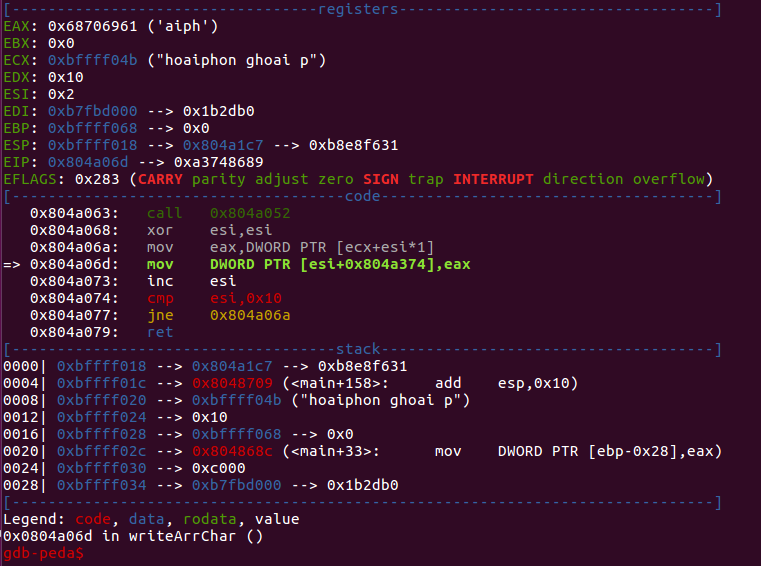 [----------------------------------registers-----------------------------------]
EAX: 0x68706961 ('aiph')
EBX: 0x0
ECX: 0xbffff04b ("hoaiphon ghoai p")
EDX: 0x10
ESI: 0x2
EDI: 0xb7fbd000 --> 0x1b2db0
EBP: 0xbffff068 --> 0x0
ESP: 0xbffff018 --> 0x804a1c7 --> 0xb8e8f631
EIP: 0x804a06d --> 0xa3748689
EFLAGS: 0x283 (CARRY parity adjust zero SIGN trap INTERRUPT direction overflow)
[-------------------------------------code-------------------------------------]
   0x804a063:	call   0x804a052
   0x804a068:	xor    esi,esi
   0x804a06a:	mov    eax,DWORD PTR [ecx+esi*1]
=> 0x804a06d:	mov    DWORD PTR [esi+0x804a374],eax
   0x804a073:	inc    esi
   0x804a074:	cmp    esi,0x10
   0x804a077:	jne    0x804a06a
   0x804a079:	ret
[------------------------------------stack-------------------------------------]
0000| 0xbffff018 --> 0x804a1c7 --> 0xb8e8f631
0004| 0xbffff01c --> 0x8048709 (<main+158>:	add    esp,0x10)
0008| 0xbffff020 --> 0xbffff04b ("hoaiphon ghoai p")
0012| 0xbffff024 --> 0x10
0016| 0xbffff028 --> 0xbffff068 --> 0x0
0020| 0xbffff02c --> 0x804868c (<main+33>:	mov    DWORD PTR [ebp-0x28],eax)
0024| 0xbffff030 --> 0xc000
0028| 0xbffff034 --> 0xb7fbd000 --> 0x1b2db0
[------------------------------------------------------------------------------]
Legend: code, data, rodata, value
0x0804a06d in writeArrChar ()
gdb-peda$